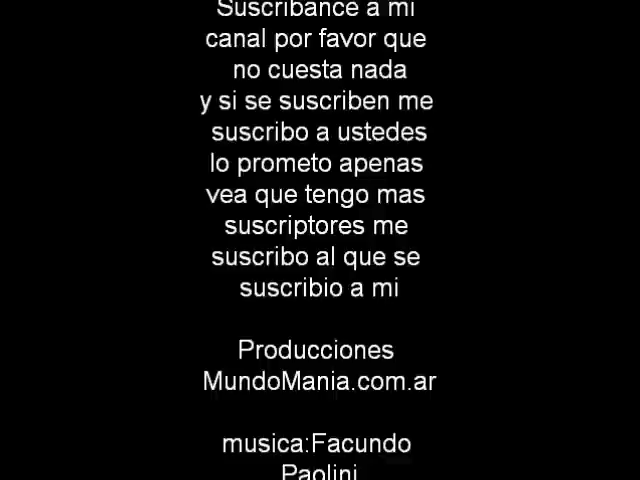 Suscribance a mi
canal por favor que
no cuesta nada
y si se suscriben me
suscribo a ustedes
lo prometo apenas
vea que tengo mas
suscriptores me
suscribo al que se
suscribio a mi
Producciones
MundoMania.com.ar
musica:Facundo
Paolini